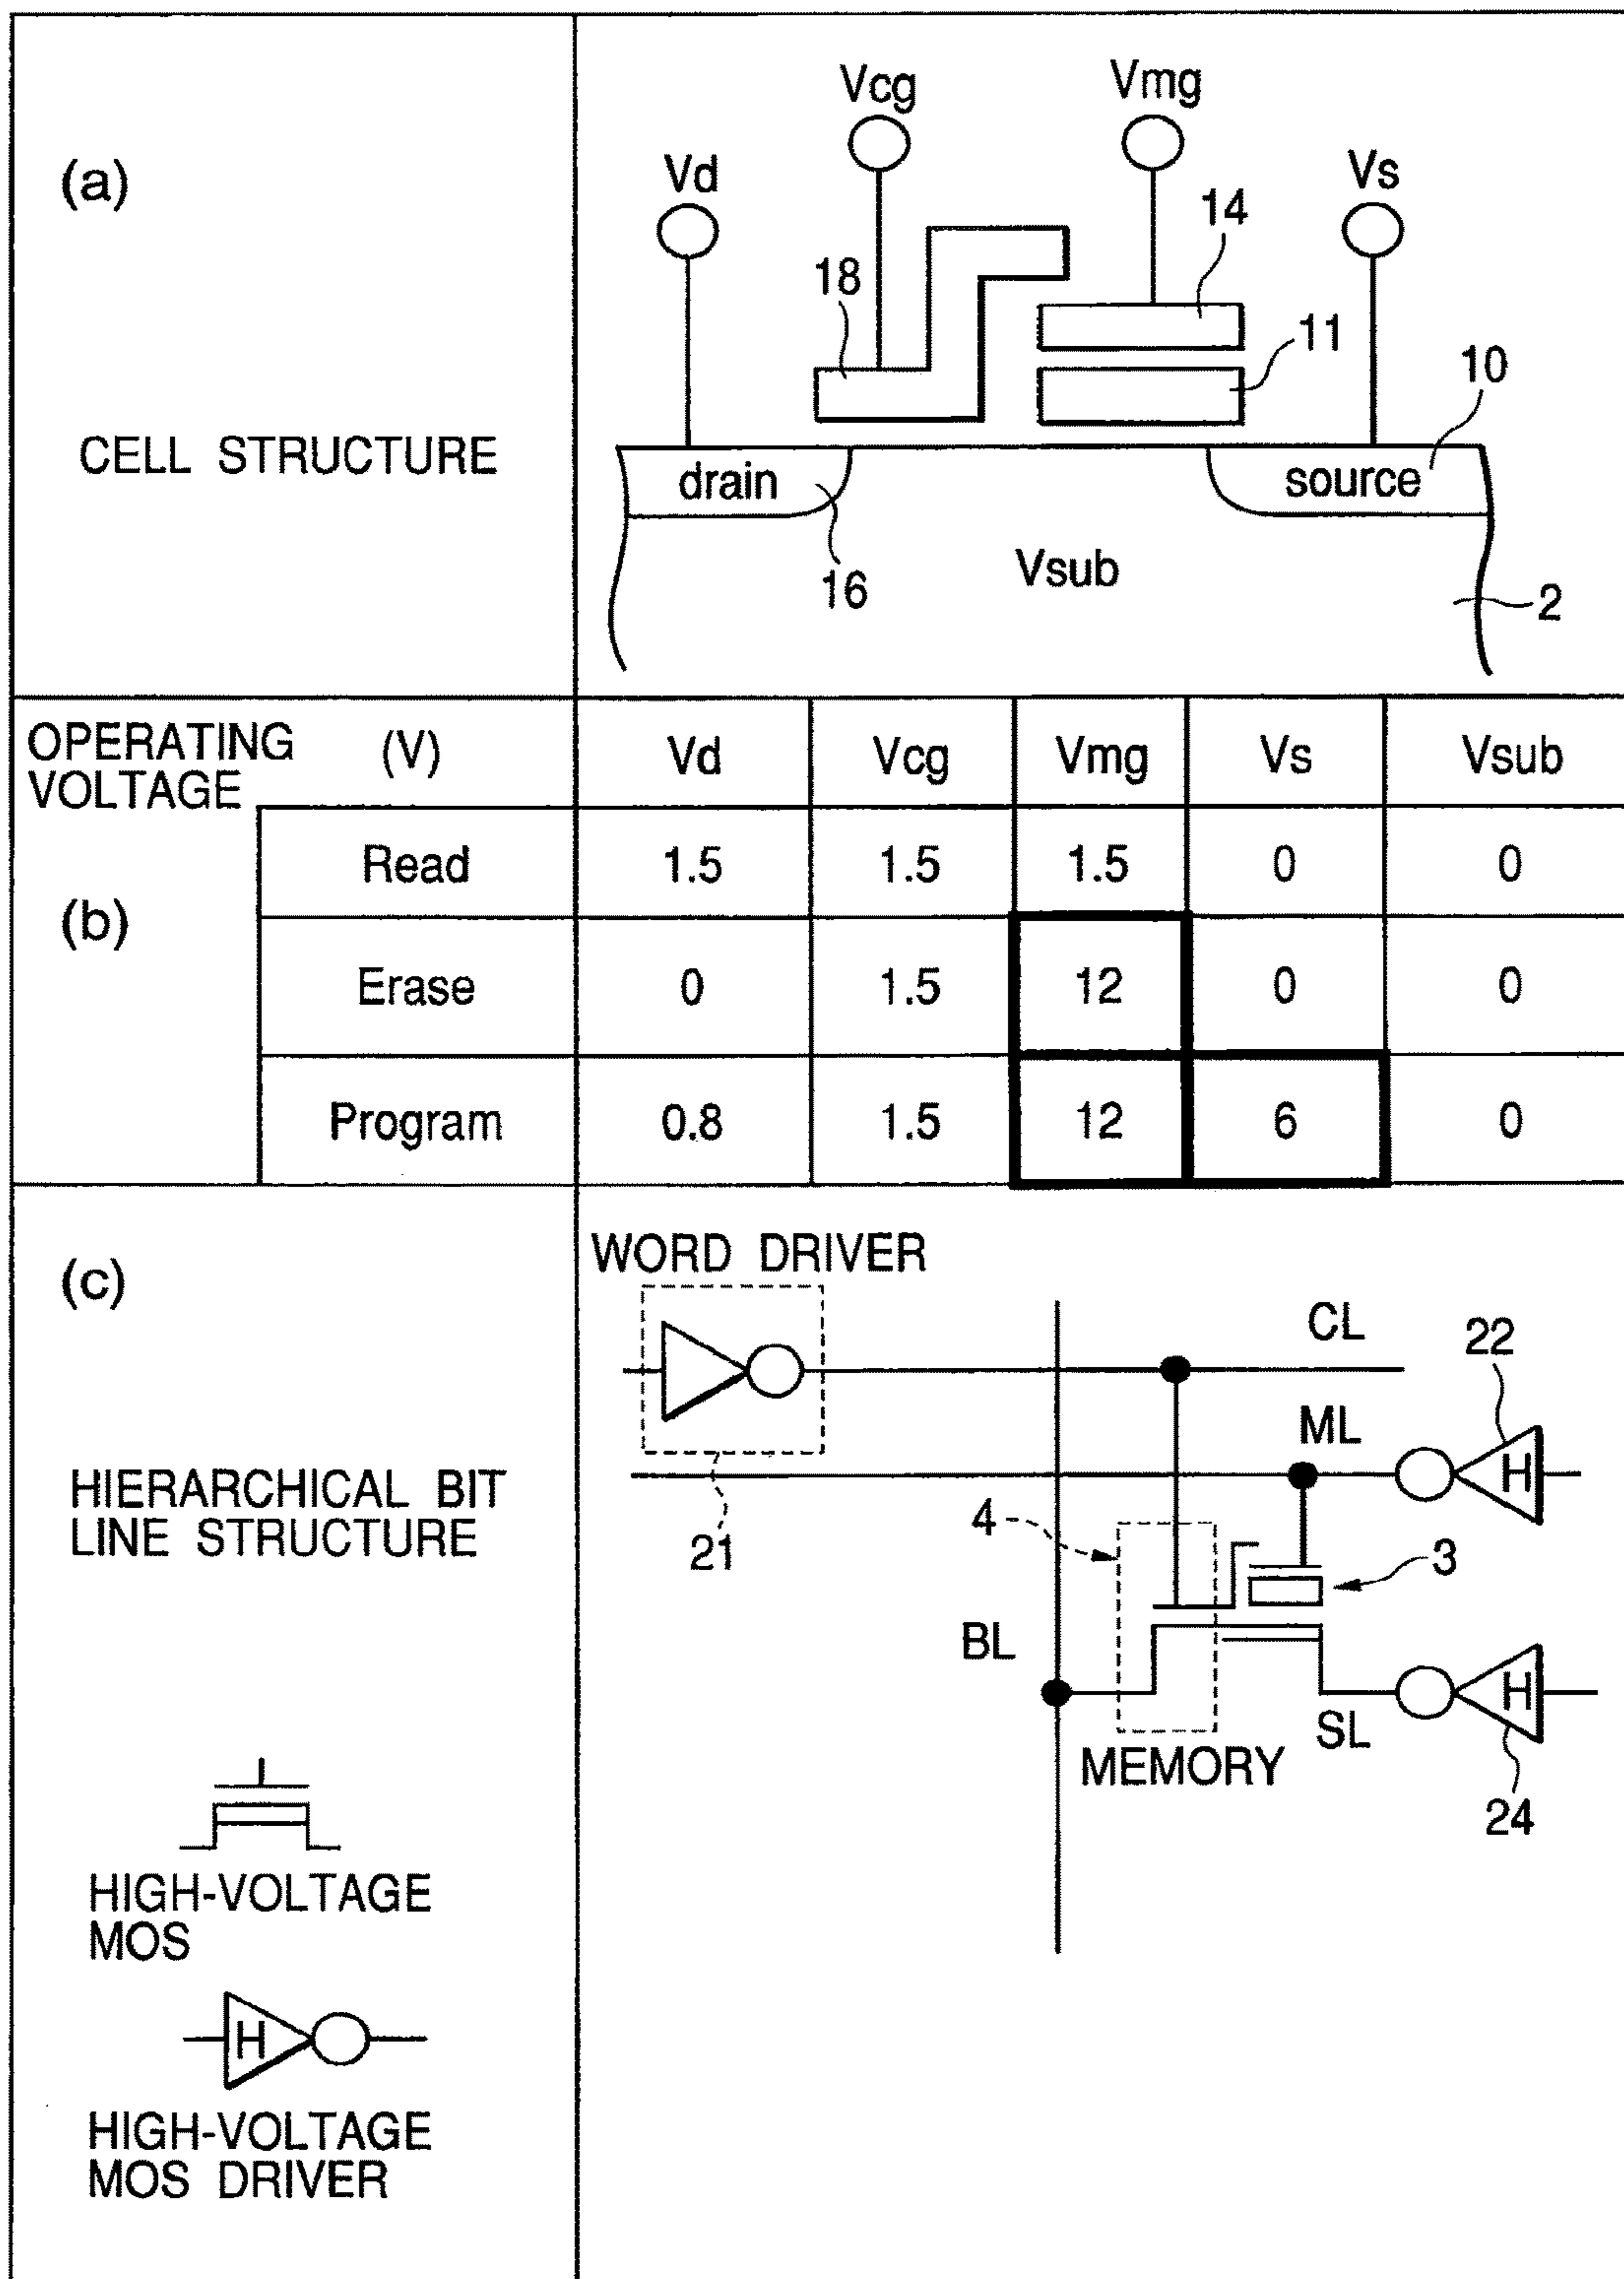 (a)
CELL STRUCTURE
Vd
Vcg
Vmg
Vs
18
14
11
10
drain
source
16
Vsub
2
OPERATING VOLTAGE (V) Vd Vcg Vmg Vs Vsub
(b)
Read 1.5 1.5 1.5 0 0
Erase 0 1.5 12 0 0
Program 0.8 1.5 12 6 0
(c)
HIERARCHICAL BIT
LINE STRUCTURE
HIGH-VOLTAGE
MOS
H
HIGH-VOLTAGE
MOS DRIVER
WORD DRIVER
21
CL
22
ML
H
4
3
BL
H
SL
MEMORY
24